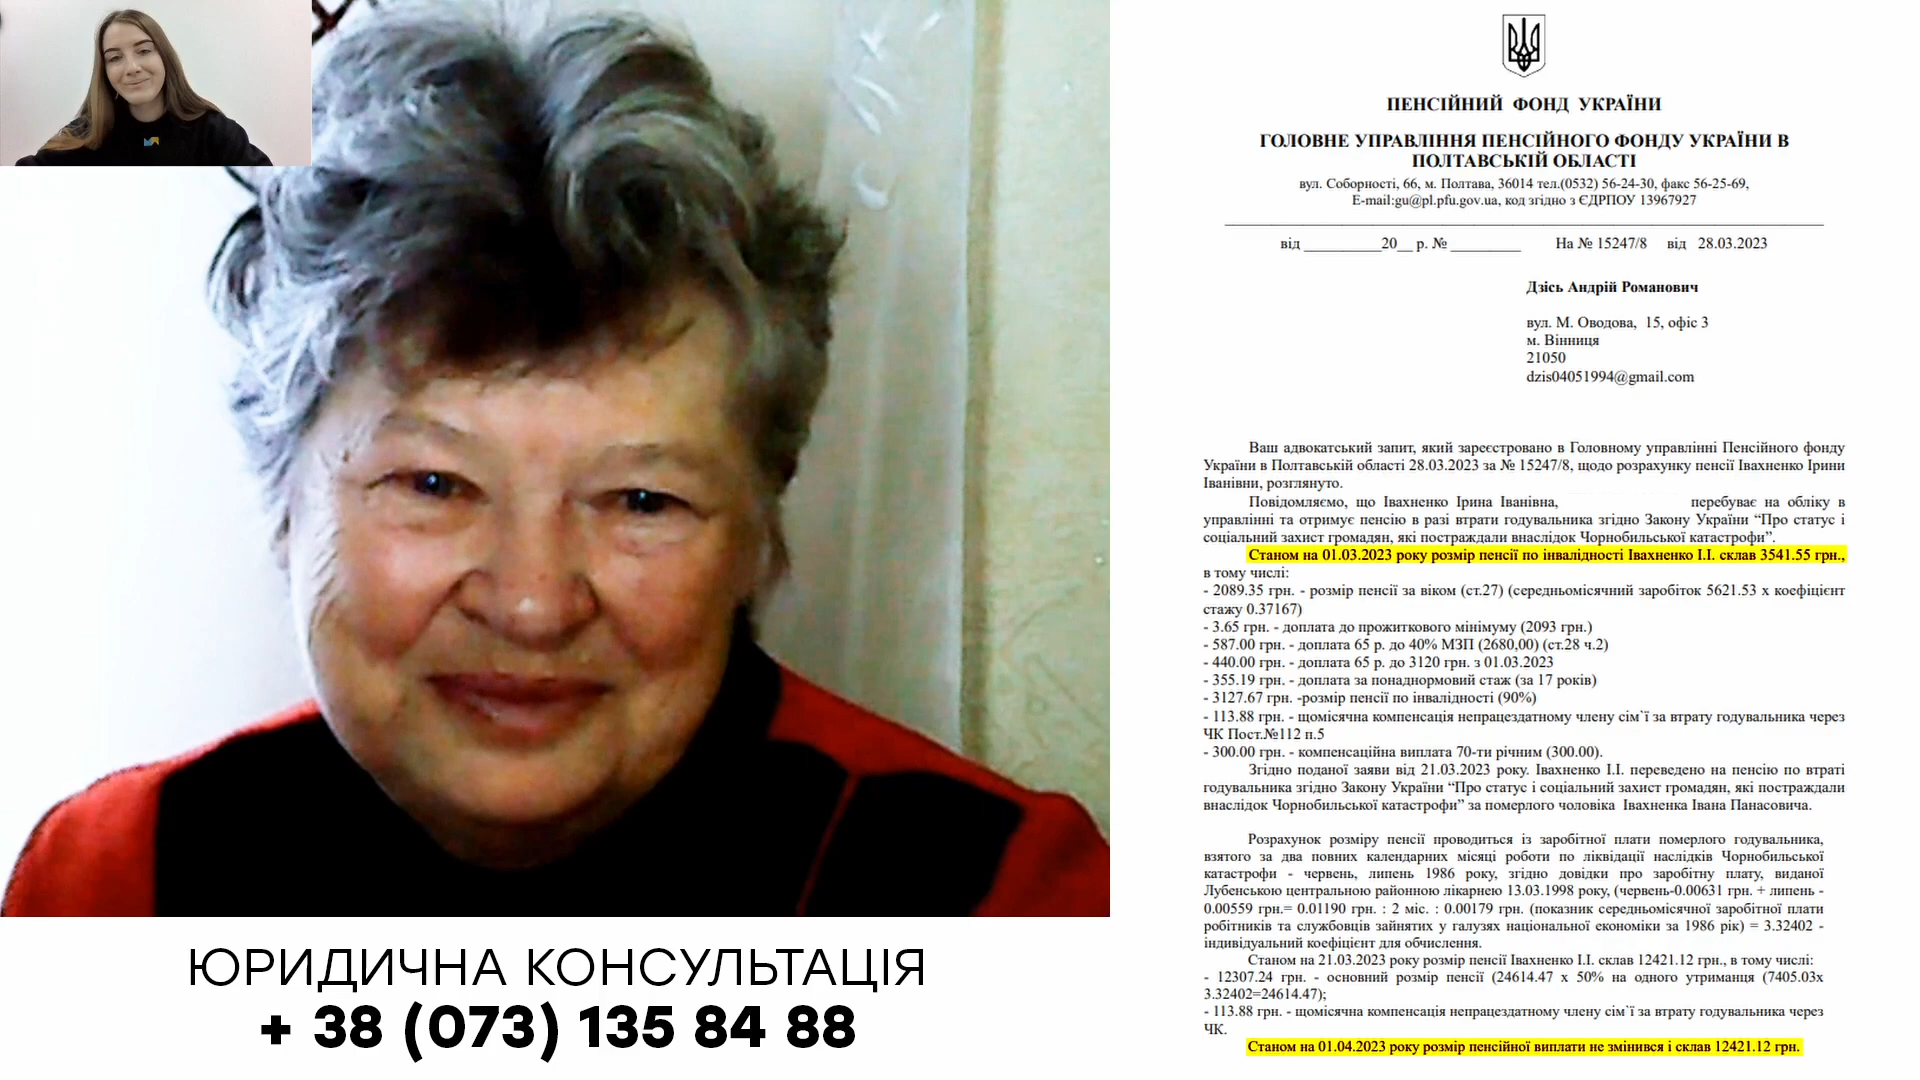 ПЕНСІЙНИЙ ФОНД УКРАЇНИ
ГОЛОВНЕ УПРАВЛІННЯ ПЕНСІЙНОГО ФОНДУ УКРАЇНИ В
ПОЛТАВСЬКІЙ ОБЛАСТІ
вул. Соборності, 66, м. Полтава, 36014 тел.(0532) 56-24-30, факс 56-25-69,
E-mail:gu@pl.pfu.gov.ua, код згідно з ЄДРПОУ 13967927
від __________20__ р. № _________ На № 15247/8 від 28.03.2023
Дзісь Андрій Романович
вул. М. Оводова, 15, офіс 3
м. Вінниця
21050
dzis04051994@gmail.com
Ваш адвокатський запит, який зареєстровано в Головному управлінні Пенсійного фонду
України в Полтавській області 28.03.2023 за № 15247/8, щодо розрахунку пенсії Івахненко Ірини
Іванівни, розглянуто.
Повідомляємо, що Івахненко Ірина Іванівна, перебуває на обліку в
управлінні та отримує пенсію в разі втрати годувальника згідно Закону України “Про статус і
соціальний захист громадян, які постраждали внаслідок Чорнобильської катастрофи”.
Станом на 01.03.2023 року розмір пенсії по інвалідності Івахненко І.І. склав 3541.55 грн.,
в тому числі:
- 2089.35 грн. - розмір пенсії за віком (ст.27) (середньомісячний заробіток 5621.53 х коефіцієнт
стажу 0.37167)
- 3.65 грн. - доплата до прожиткового мінімуму (2093 грн.)
- 587.00 грн. - доплата 65 р. до 40% МЗП (2680,00) (ст.28 ч.2)
- 440.00 грн. - доплата 65 р. до 3120 грн. з 01.03.2023
- 355.19 грн. - доплата за понаднормовий стаж (за 17 років)
- 3127.67 грн. -розмір пенсії по інвалідності (90%)
- 113.88 грн. - щомісячна компенсація непрацездатному члену сім`ї за втрату годувальника через
ЧК Пост.№112 п.5
- 300.00 грн. - компенсаційна виплата 70-ти річним (300.00).
Згідно поданої заяви від 21.03.2023 року. Івахненко І.І. переведено на пенсію по втраті
годувальника згідно Закону України “Про статус і соціальний захист громадян, які постраждали
внаслідок Чорнобильської катастрофи” за померлого чоловіка Івахненка Івана Панасовича.
Розрахунок розміру пенсії проводиться із заробітної плати померлого годувальника,
взятого за два повних календарних місяці роботи по ліквідації наслідків Чорнобильської
катастрофи - червень, липень 1986 року, згідно довідки про заробітну плату, виданої
Лубенською центральною районною лікарнею 13.03.1998 року, (червень-0.00631 грн. + липень -
0.00559 грн.= 0.01190 грн. : 2 міс. : 0.00179 грн. (показник середньомісячної заробітної плати
робітників та службовців зайнятих у галузях національної економіки за 1986 рік) = 3.32402 -
індивідуальний коефіцієнт для обчислення.
Станом на 21.03.2023 року розмір пенсії Івахненко І.І. склав 12421.12 грн., в тому числі:
- 12307.24 грн. - основний розмір пенсії (24614.47 х 50% на одного утриманця (7405.03х
3.32402=24614.47);
- 113.88 грн. - щомісячна компенсація непрацездатному члену сім`ї за втрату годувальника через
ЧК.
Станом на 01.04.2023 року розмір пенсійної виплати не змінився і склав 12421.12 грн.
ЮРИДИЧНА КОНСУЛЬТАЦІЯ
+ 38 (073) 135 84 88